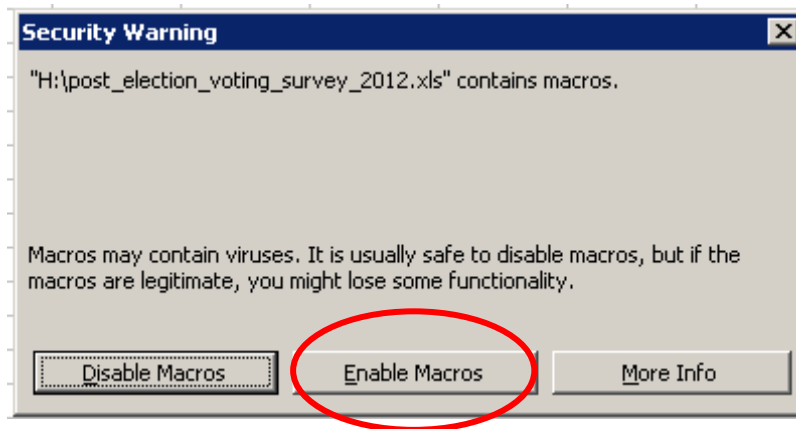 Security Warning
"H:\post_election_voting_survey_2012.xls" contains macros.
Macros may contain viruses. It is usually safe to disable macros, but if the
macros are legitimate, you might lose some functionality.
Disable Macros Enable Macros More Info